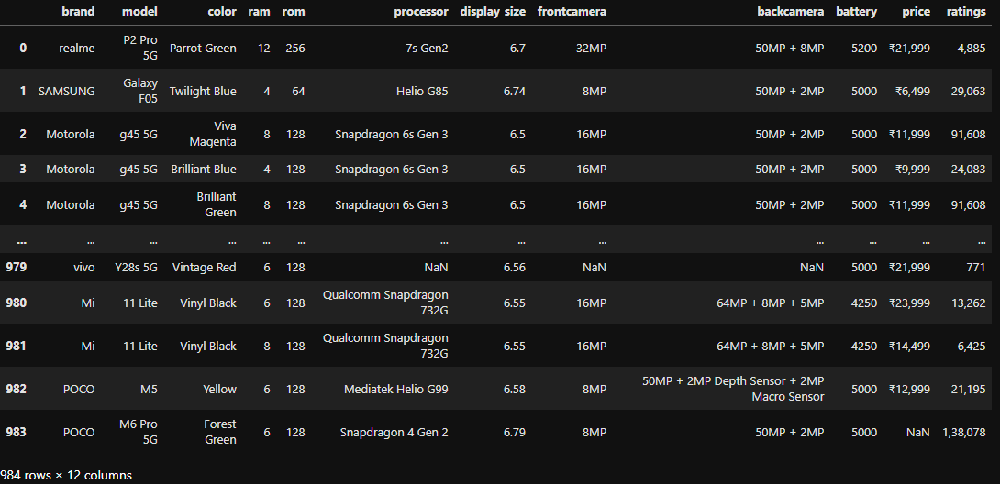 brand model color ram rom processor display_size frontcamera backcamera battery price ratings
0 realme P2 Pro 5G Parrot Green 12 256 7s Gen2 6.7 32MP 50MP + 8MP 5200 ₹21,999 4,885
1 SAMSUNG Galaxy F05 Twilight Blue 4 64 Helio G85 6.74 8MP 50MP + 2MP 5000 ₹6,499 29,063
2 Motorola g45 5G Viva Magenta 8 128 Snapdragon 6s Gen 3 6.5 16MP 50MP + 2MP 5000 ₹11,999 91,608
3 Motorola g45 5G Brilliant Blue 4 128 Snapdragon 6s Gen 3 6.5 16MP 50MP + 2MP 5000 ₹9,999 24,083
4 Motorola g45 5G Brilliant Green 8 128 Snapdragon 6s Gen 3 6.5 16MP 50MP + 2MP 5000 ₹11,999 91,608
... ... ... ... ... ... ... ... ... ... ... ... ...
979 vivo Y28s 5G Vintage Red 6 128 NaN 6.56 NaN NaN 5000 ₹21,999 771
980 Mi 11 Lite Vinyl Black 6 128 Qualcomm Snapdragon 732G 6.55 16MP 64MP + 8MP + 5MP 4250 ₹23,999 13,262
981 Mi 11 Lite Vinyl Black 8 128 Qualcomm Snapdragon 732G 6.55 16MP 64MP + 8MP + 5MP 4250 ₹14,499 6,425
982 POCO M5 Yellow 6 128 Mediatek Helio G99 6.58 8MP 50MP + 2MP Depth Sensor + 2MP Macro Sensor 5000 ₹12,999 21,195
983 POCO M6 Pro 5G Forest Green 6 128 Snapdragon 4 Gen 2 6.79 8MP 50MP + 2MP 5000 NaN 1,38,078
984 rows × 12 columns